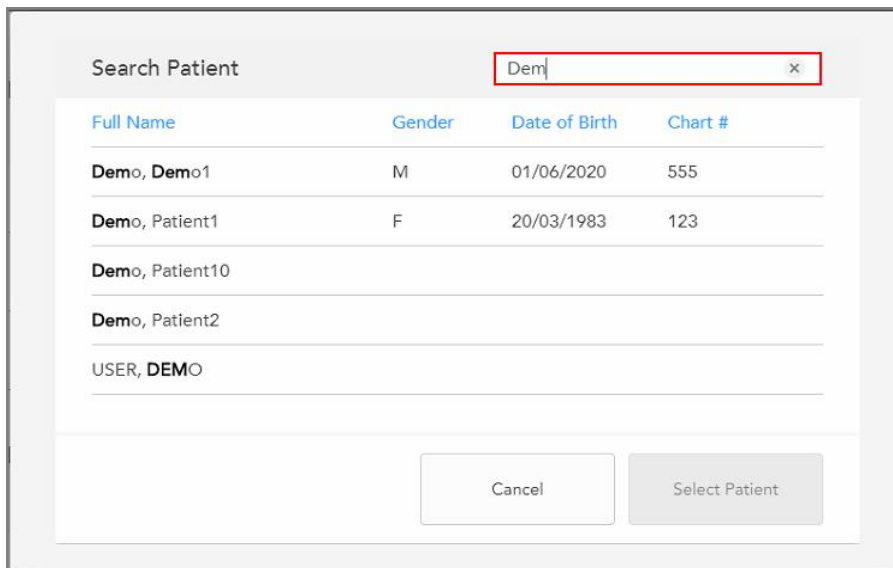 Search Patient Dem
Full Name Gender Date of Birth Chart #
Demo, Demo1 M 01/06/2020 555
Demo, Patient1 F 20/03/1983 123
Demo, Patient10
Demo, Patient2
USER, DEMO
Cancel Select Patient